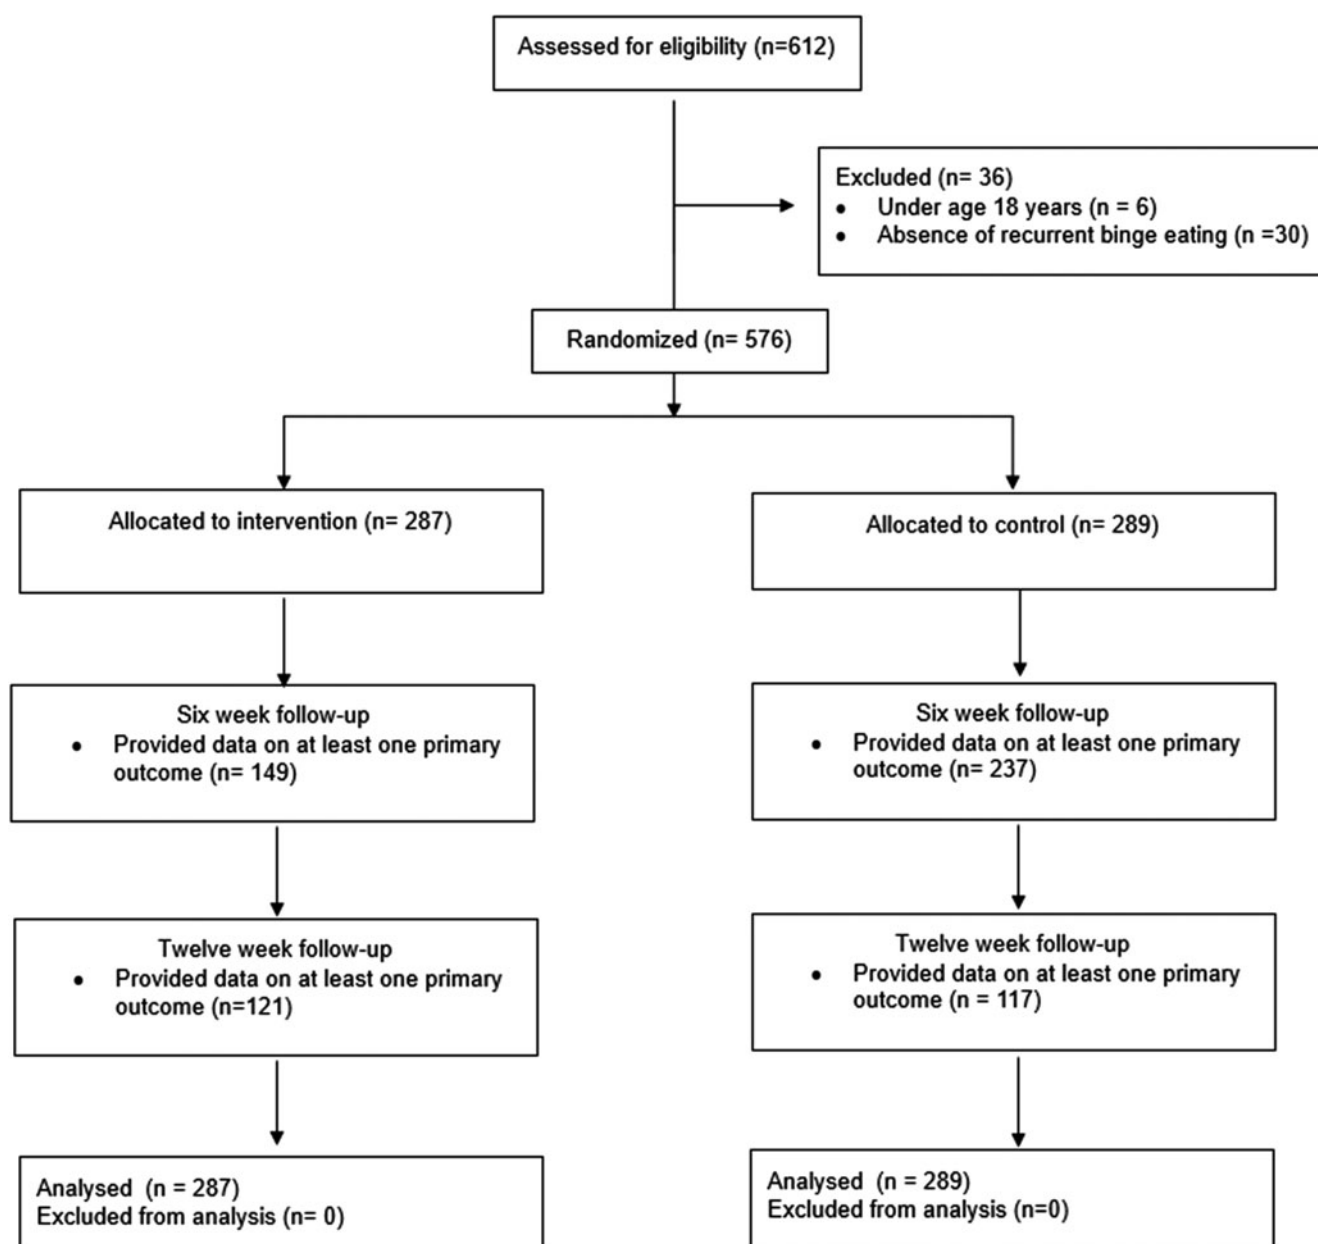 Assessed for eligibility (n=612)
Excluded (n= 36)
• Under age 18 years (n = 6)
• Absence of recurrent binge eating (n =30)
Randomized (n= 576)
Allocated to intervention (n= 287)
Allocated to control (n= 289)
Six week follow-up
• Provided data on at least one primary
outcome (n= 149)
Six week follow-up
• Provided data on at least one primary
outcome (n= 237)
Twelve week follow-up
• Provided data on at least one primary
outcome (n=121)
Twelve week follow-up
• Provided data on at least one primary
outcome (n = 117)
Analysed (n = 287)
Excluded from analysis (n= 0)
Analysed (n = 289)
Excluded from analysis (n=0)